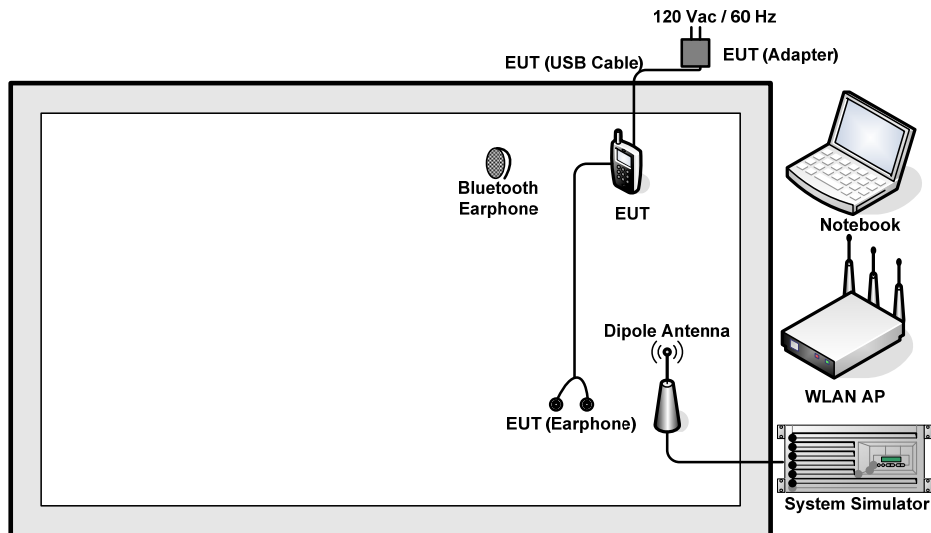 120 Vac / 60 Hz
EUT (USB Cable)
EUT (Adapter)
Bluetooth
Earphone
EUT
Notebook
Dipole Antenna
WLAN AP
EUT (Earphone)
System Simulator